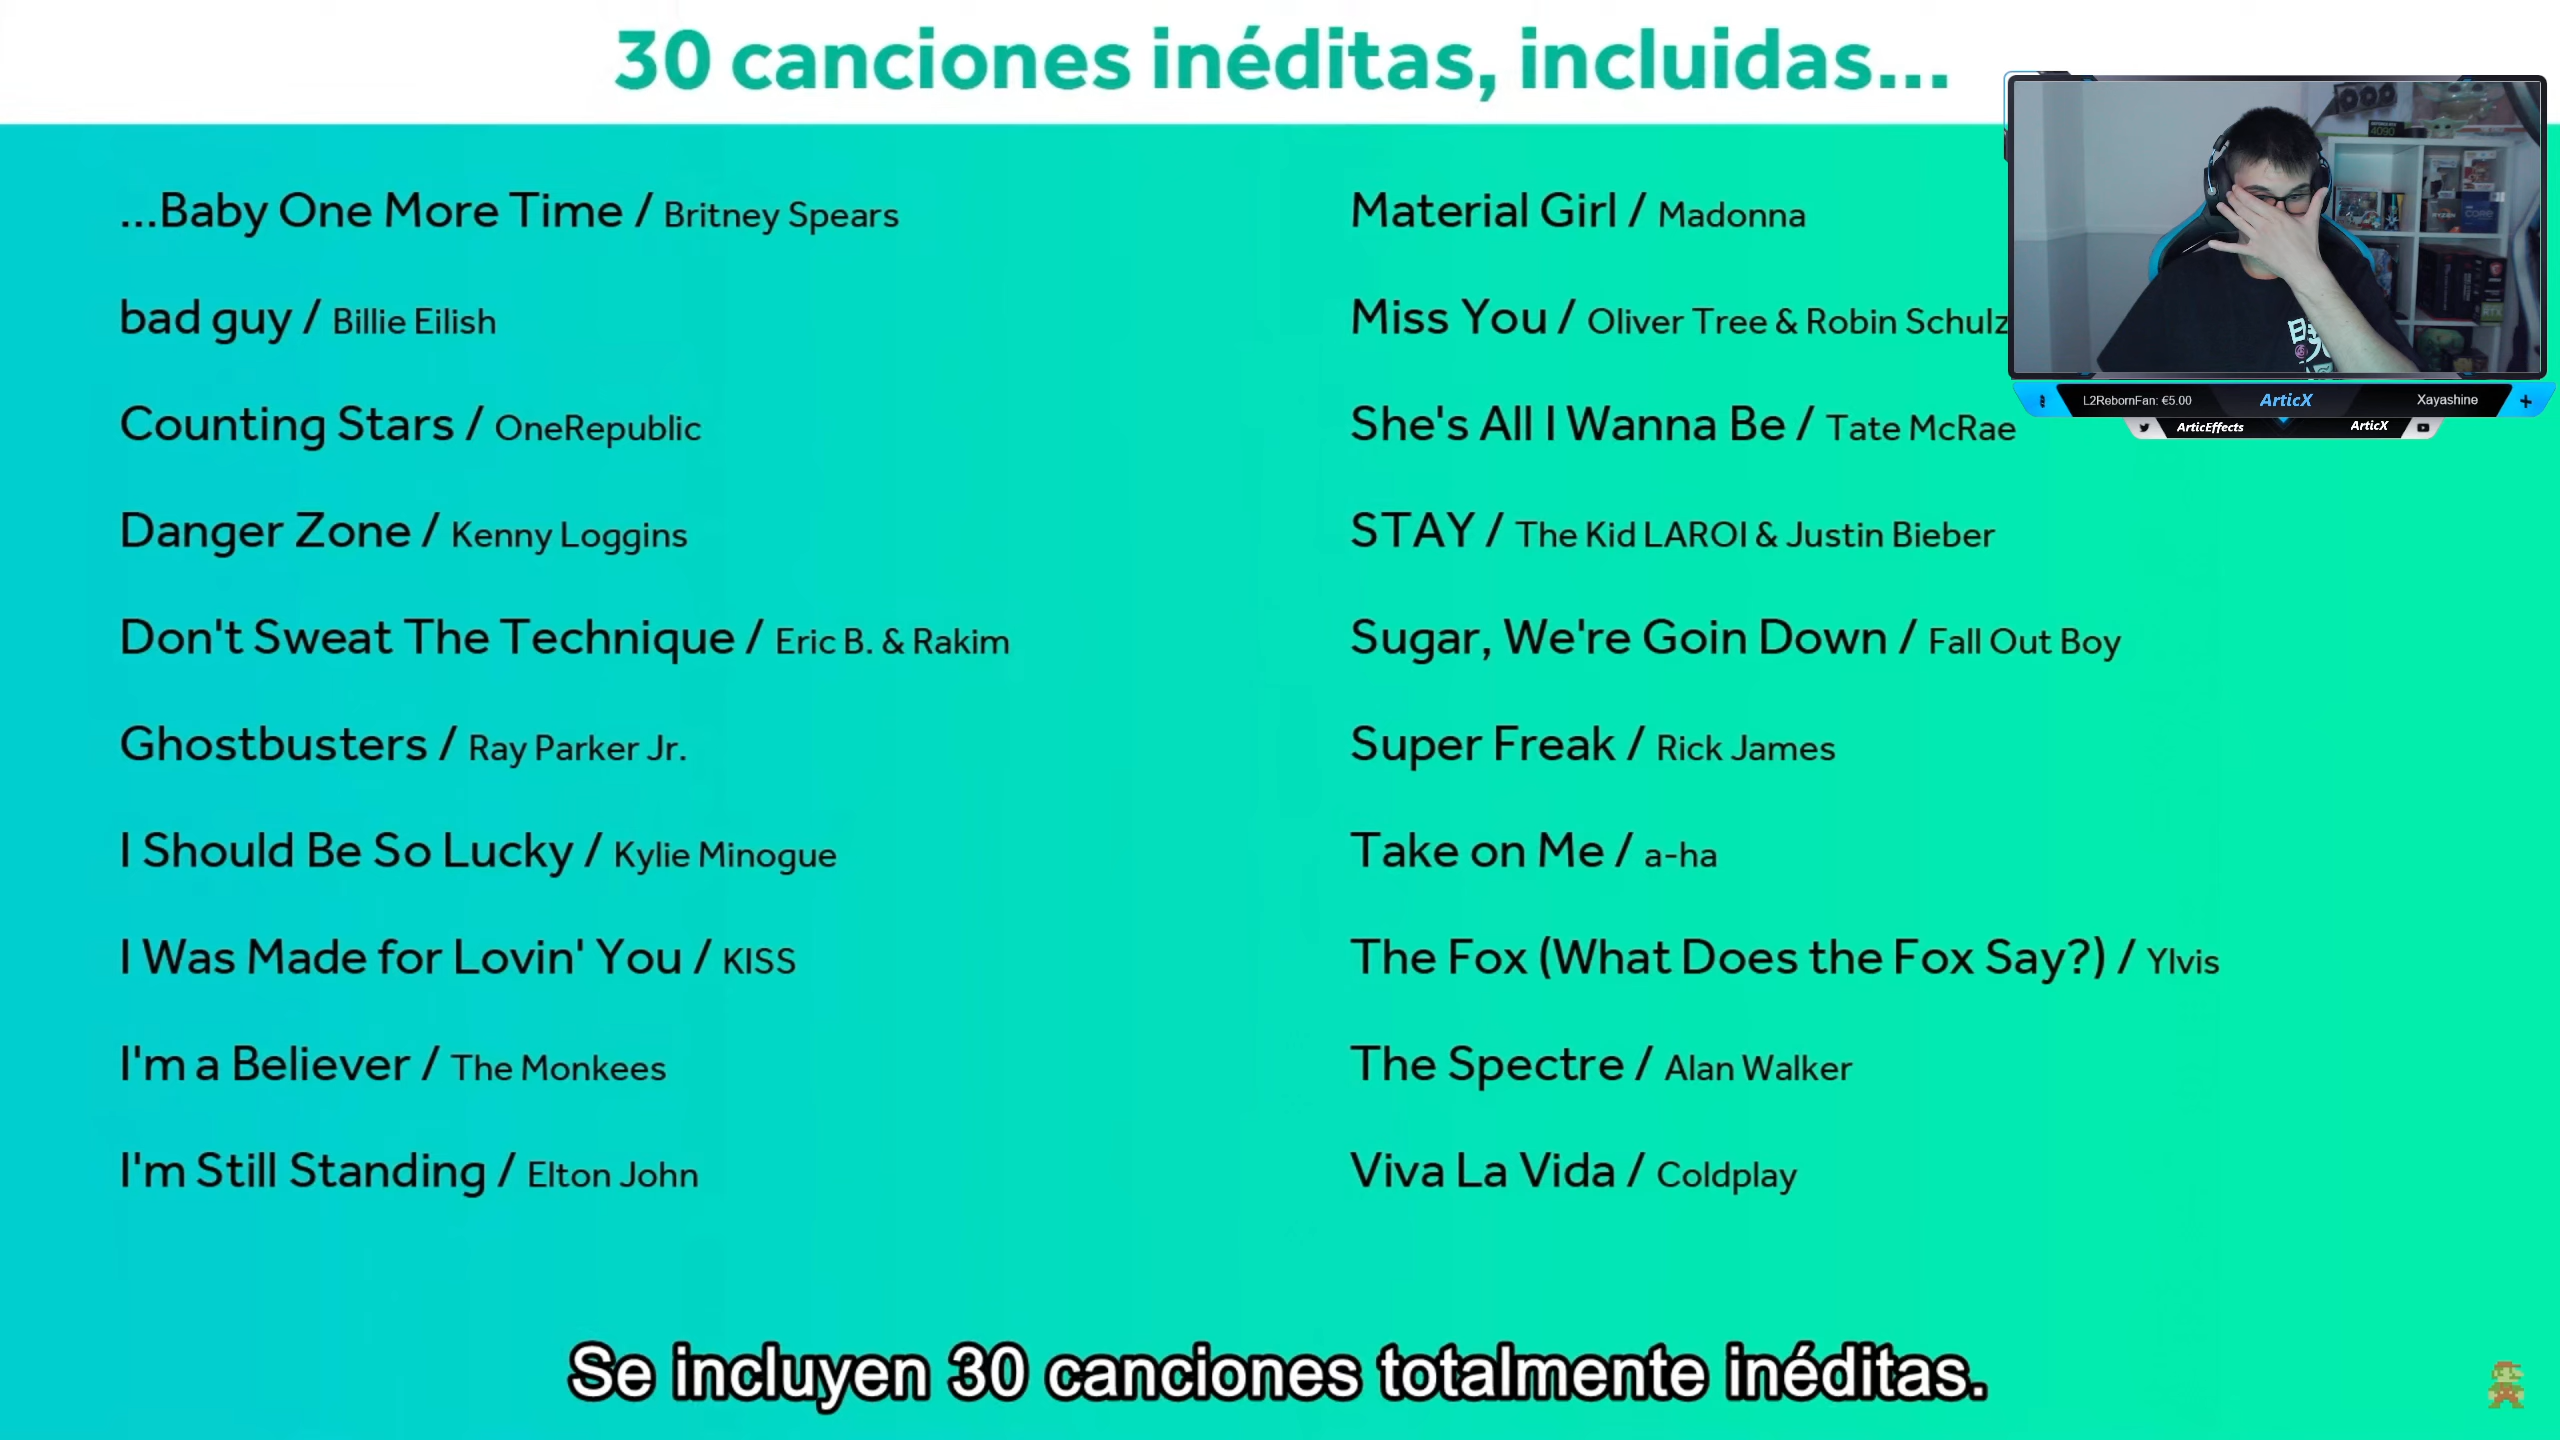 30 canciones inéditas, incluidas...
...Baby One More Time / Britney Spears
bad guy / Billie Eilish
Counting Stars / OneRepublic
Danger Zone / Kenny Loggins
Don't Sweat The Technique / Eric B. & Rakim
Ghostbusters / Ray Parker Jr.
I Should Be So Lucky / Kylie Minogue
I Was Made for Lovin' You / KISS
I'm a Believer / The Monkees
I'm Still Standing / Elton John
Material Girl / Madonna
Miss You / Oliver Tree & Robin Schulz
She's All I Wanna Be / Tate McRae
STAY / The Kid LAROI & Justin Bieber
Sugar, We're Goin Down / Fall Out Boy
Super Freak / Rick James
Take on Me / a-ha
The Fox (What Does the Fox Say?) / Ylvis
The Spectre / Alan Walker
Viva La Vida / Coldplay
4090
RYZEN
CORE
L2RebornFan: €5.00 ArticX Xayashine +
ArticEffects ArticX
Se incluyen 30 canciones totalmente inéditas.